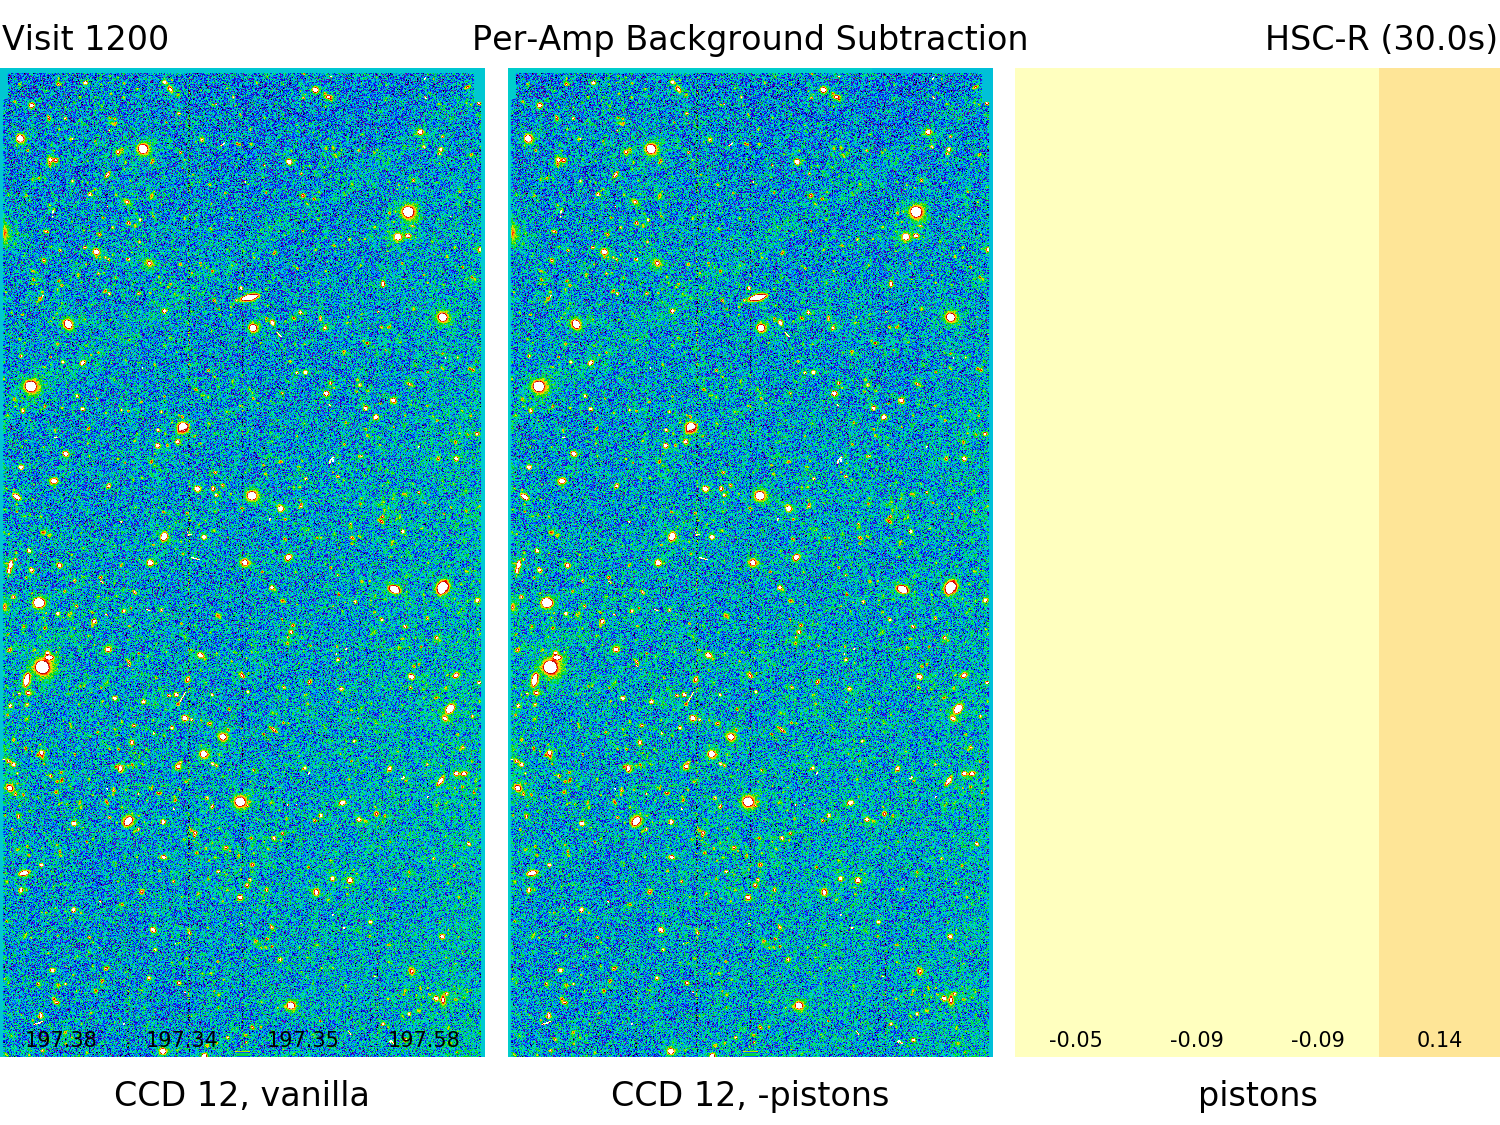 Visit 1200 Per-Amp Background Subtraction HSC-R (30.0s)
197.38 197.34 197.35 197.58 -0.05 -0.09 -0.09 0.14
CCD 12, vanilla CCD 12, -pistons pistons